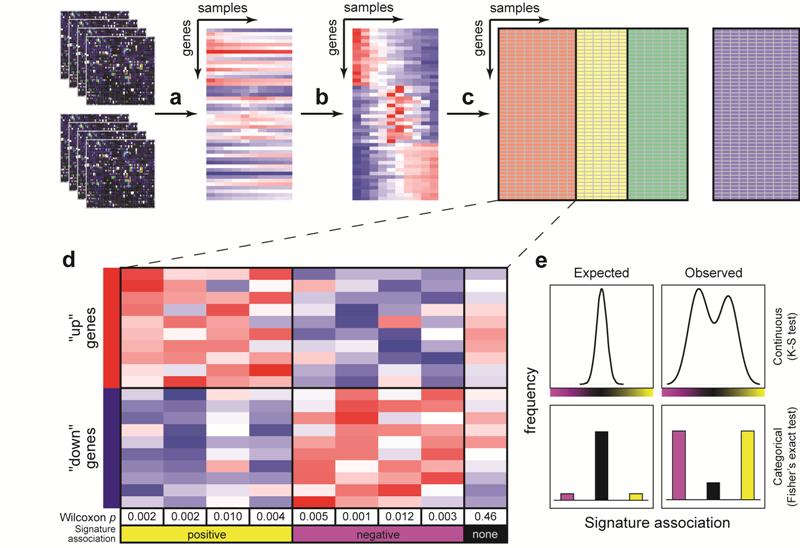 samples
genes
a
samples
genes
b
samples
genes
c
d
"up"
genes
"down"
genes
Wilcoxon p 0.002 0.002 0.010 0.004 0.005 0.001 0.012 0.003 0.46
Signature
association
positive negative none
e
Expected Observed
frequency
Continuous
(K-S test)
Categorical
(Fisher's exact test)
Signature association